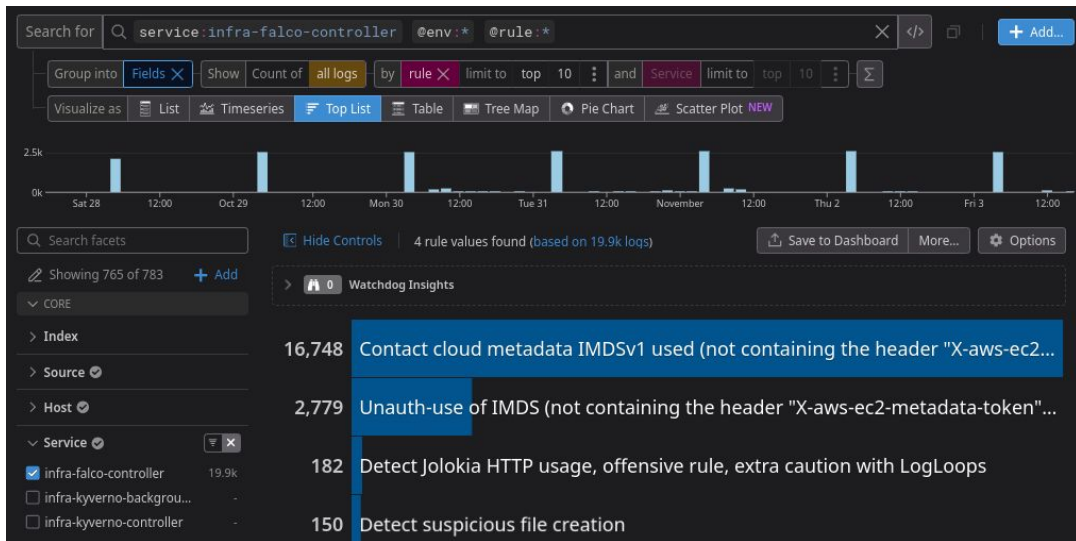 Search for service:infra-falco-controller @env:* @rule:* </> + Add...
Group into Fields Show Count of all logs by rule limit to top 10 and Service limit to top 10 Σ
Visualize as List Timeseries Top List Table Tree Map Pie Chart Scatter Plot NEW
2.5k
0k
Sat 28 12:00 Oct 29 12:00 Mon 30 12:00 Tue 31 12:00 November 12:00 Thu 2 12:00 Fri 3 12:00
Search facets Hide Controls 4 rule values found (based on 19.9k logs) Save to Dashboard More... Options
Showing 765 of 783 + Add
0 Watchdog Insights
CORE
Index
16,748 Contact cloud metadata IMDSv1 used (not containing the header "X-aws-ec2...
Source
Host
2,779 Unauth-use of IMDS (not containing the header "X-aws-ec2-metadata-token"...
Service
infra-falco-controller 19.9k
182 Detect Jolokia HTTP usage, offensive rule, extra caution with LogLoops
infra-kyverno-backgrou... -
infra-kyverno-controller -
150 Detect suspicious file creation